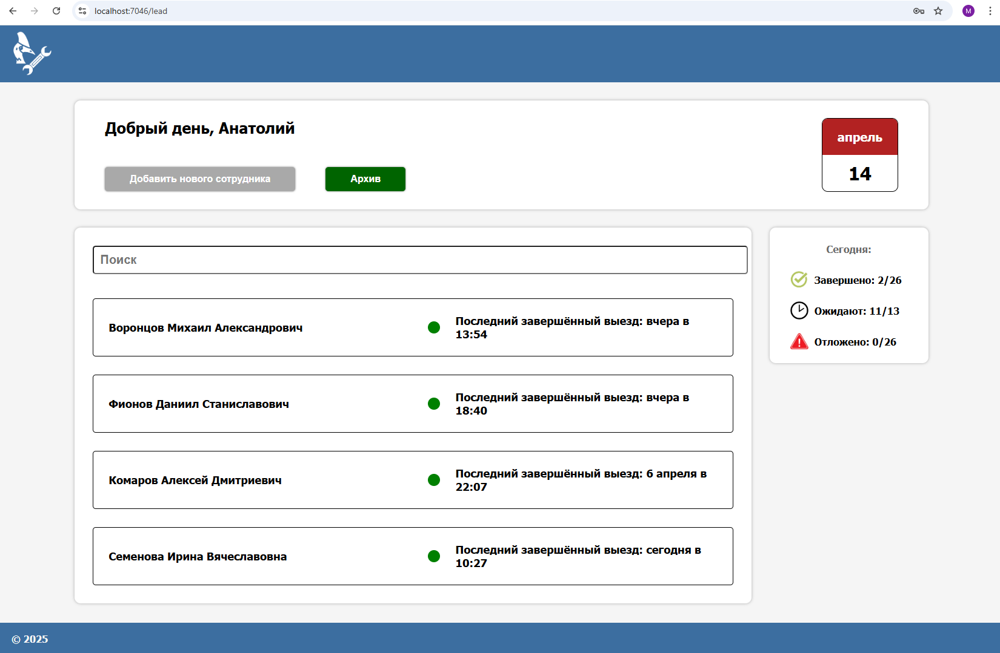 localhost:7046/lead
M
Добрый день, Анатолий
Добавить нового сотрудника
Архив
апрель
14
Поиск
Воронцов Михаил Александрович
Последний завершённый выезд: вчера в
13:54
Фионов Даниил Станиславович
Последний завершённый выезд: вчера в
18:40
Комаров Алексей Дмитриевич
Последний завершённый выезд: 6 апреля в
22:07
Семенова Ирина Вячеславовна
Последний завершённый выезд: сегодня в
10:27
Сегодня:
Завершено: 2/26
Ожидают: 11/13
Отложено: 0/26
© 2025